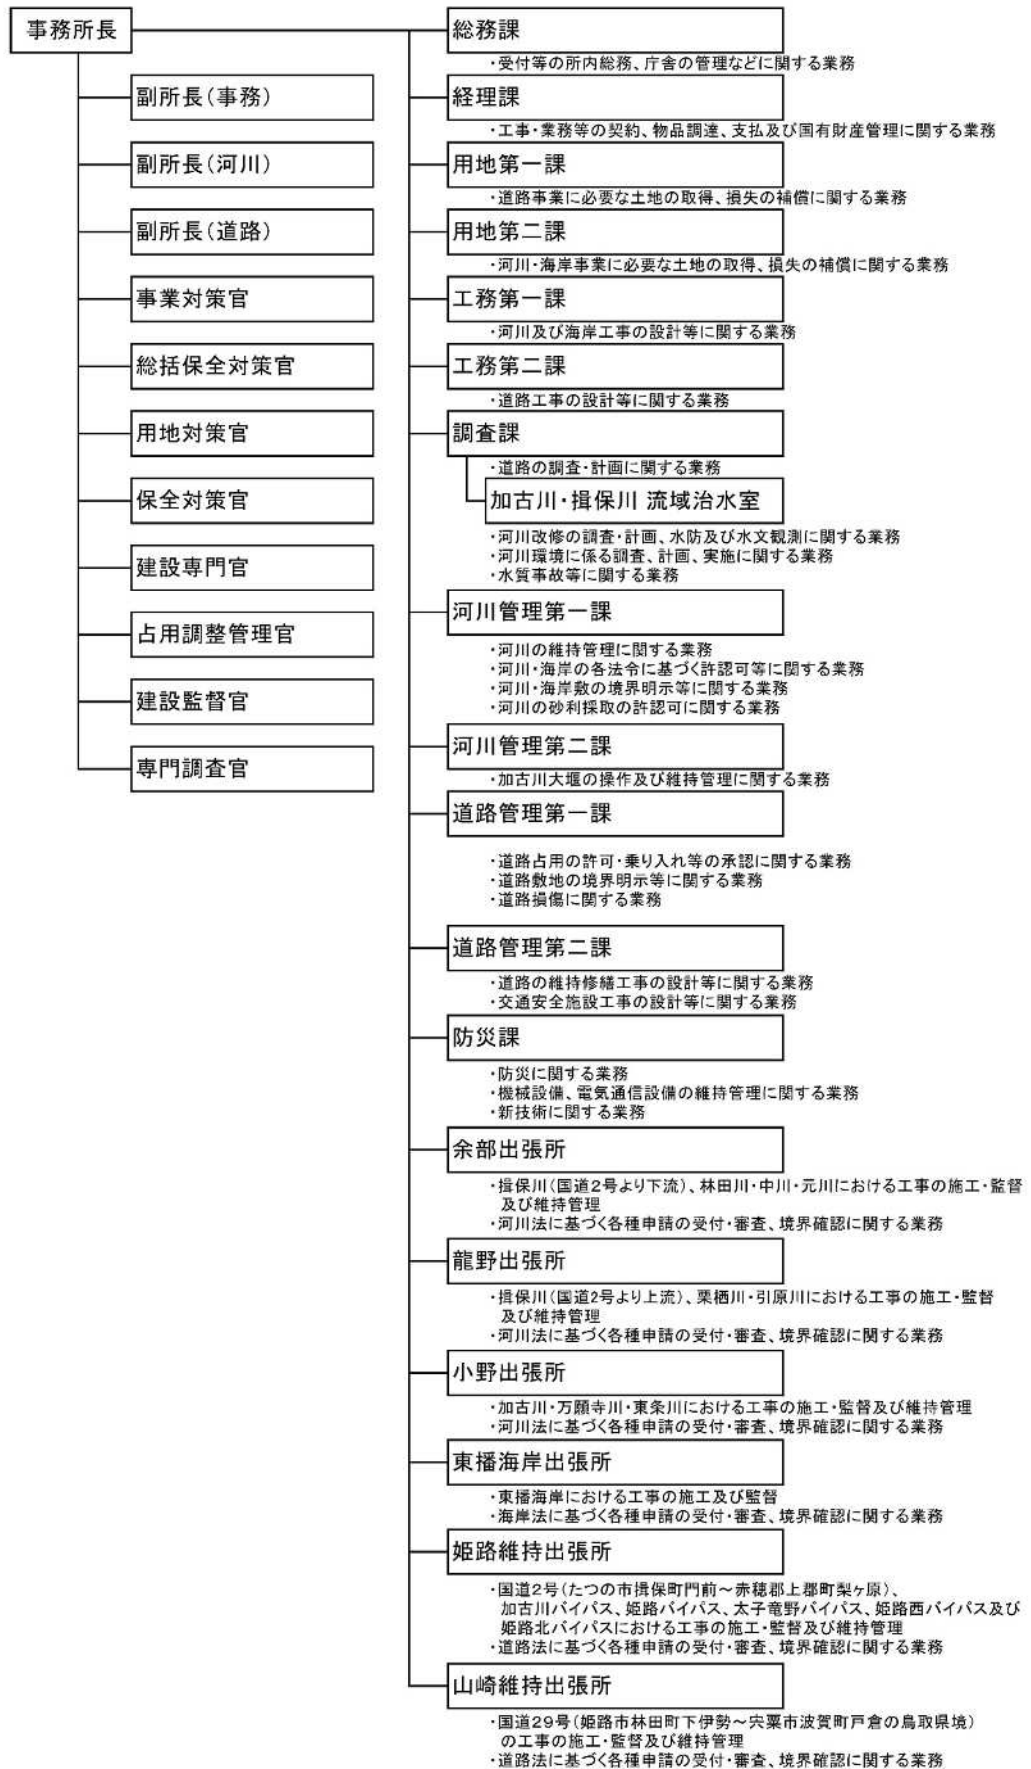 事務所長
副所長（事務）
副所長（河川）
副所長（道路）
事業対策官
総括保全対策官
用地対策官
保全対策官
建設専門官
占用調整管理官
建設監督官
専門調査官
総務課
・受付等の所内総務、庁舎の管理などに関する業務
経理課
・工事・業務等の契約、物品調達、支払及び国有財産管理に関する業務
用地第一課
・道路事業に必要な土地の取得、損失の補償に関する業務
用地第二課
・河川・海岸事業に必要な土地の取得、損失の補償に関する業務
工務第一課
・河川及び海岸工事の設計等に関する業務
工務第二課
・道路工事の設計等に関する業務
調査課
・道路の調査・計画に関する業務
加古川・揖保川 流域治水室
・河川改修の調査・計画、水防及び水文観測に関する業務
・河川環境に係る調査、計画、実施に関する業務
・水質事故等に関する業務
河川管理第一課
・河川の維持管理に関する業務
・河川・海岸の各法令に基づく許認可等に関する業務
・河川・海岸敷の境界明示等に関する業務
・河川の砂利採取の許認可に関する業務
河川管理第二課
・加古川大堰の操作及び維持管理に関する業務
道路管理第一課
・道路占用の許可・乗り入れ等の承認に関する業務
・道路敷地の境界明示等に関する業務
・道路損傷に関する業務
道路管理第二課
・道路の維持修繕工事の設計等に関する業務
・交通安全施設工事の設計等に関する業務
防災課
・防災に関する業務
・機械設備、電気通信設備の維持管理に関する業務
・新技術に関する業務
余部出張所
・揖保川（国道２号より下流）、林田川・中川・元川における工事の施工・監督
及び維持管理
・河川法に基づく各種申請の受付・審査、境界確認に関する業務
龍野出張所
・揖保川（国道2号より上流）、栗栖川・引原川における工事の施工・監督
及び維持管理
・河川法に基づく各種申請の受付・審査、境界確認に関する業務
小野出張所
・加古川・万願寺川・東条川における工事の施工・監督及び維持管理
・河川法に基づく各種申請の受付・審査、境界確認に関する業務
東播海岸出張所
・東播海岸における工事の施工及び監督
・海岸法に基づく各種申請の受付・審査、境界確認に関する業務
姫路維持出張所
・国道２号（たつの市揖保町門前～赤穂郡上郡町梨ヶ原）、
加古川バイパス、姫路バイパス、太子竜野バイパス、姫路西バイパス及び
姫路北バイパスにおける工事の施工・監督及び維持管理
・道路法に基づく各種申請の受付・審査、境界確認に関する業務
山崎維持出張所
・国道29号（姫路市林田町下伊勢～宍粟市波賀町戸倉の鳥取県境）
の工事の施工・監督及び維持管理
・道路法に基づく各種申請の受付・審査、境界確認に関する業務